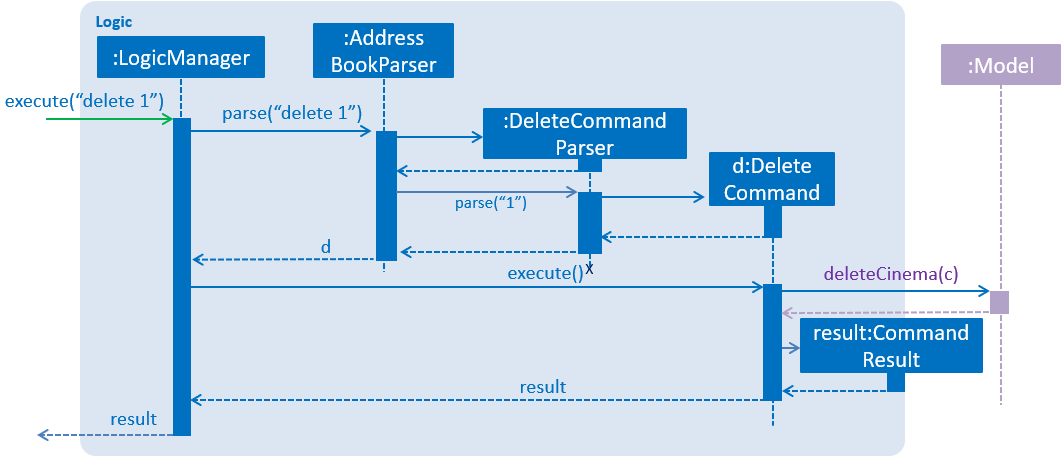 Logic
:LogicManager
:Address
BookParser
:Model
execute(“delete 1”)
parse(“delete 1”)
:DeleteCommand
Parser
d:Delete
Command
parse(“1”)
d
execute()
X
deleteCinema(c)
result:Command
Result
result
result